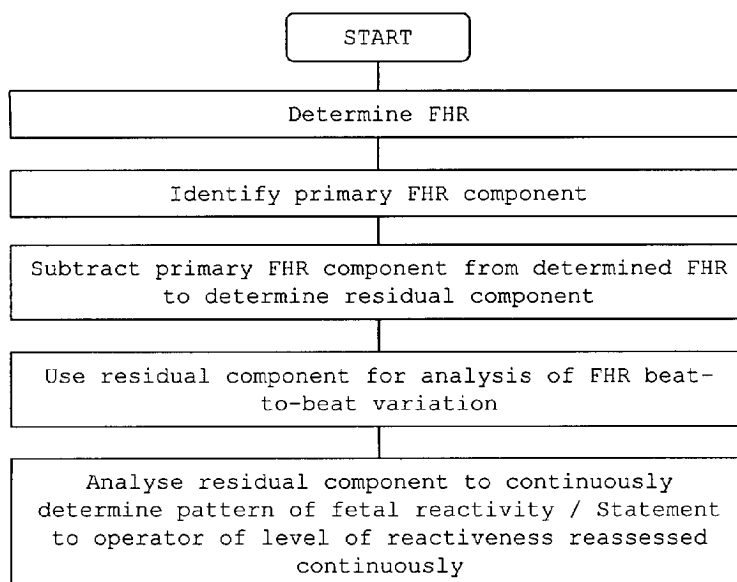 START
Determine FHR
Identify primary FHR component
Subtract primary FHR component from determined FHR
to determine residual component
Use residual component for analysis of FHR beat-
to-beat variation
Analyse residual component to continuously
determine pattern of fetal reactivity / Statement
to operator of level of reactiveness reassessed
continuously